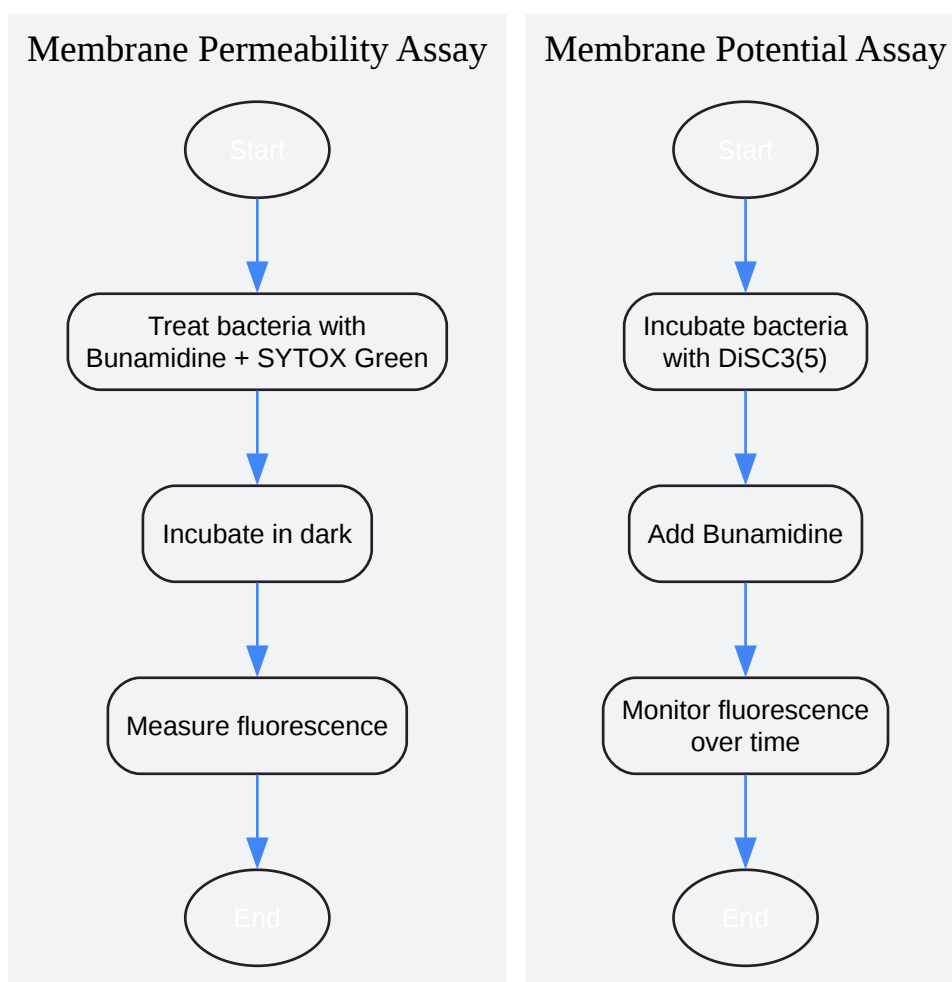 Membrane Permeability Assay
Start
Treat bacteria with
Bunamidine + SYTOX Green
Incubate in dark
Measure fluorescence
End
Membrane Potential Assay
Start
Incubate bacteria
with DiSC3(5)
Add Bunamidine
Monitor fluorescence
over time
End